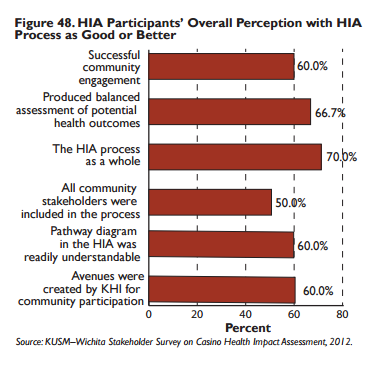 Figure 48. HIA Participants' Overall Perception with HIA
Process as Good or Better
Successful
community
engagement
60.0%
Produced balanced
assessment of potential
health outcomes
66.7%
The HIA process
as a whole
70.0%
All community
stakeholders were
included in the process
50.0%
Pathway diagram
in the HIA was
readily understandable
60.0%
Avenues were
created by KHI for
community participation
60.0%
0 20 40 60 80
Percent
Source: KUSM–Wichita Stakeholder Survey on Casino Health Impact Assessment, 2012.